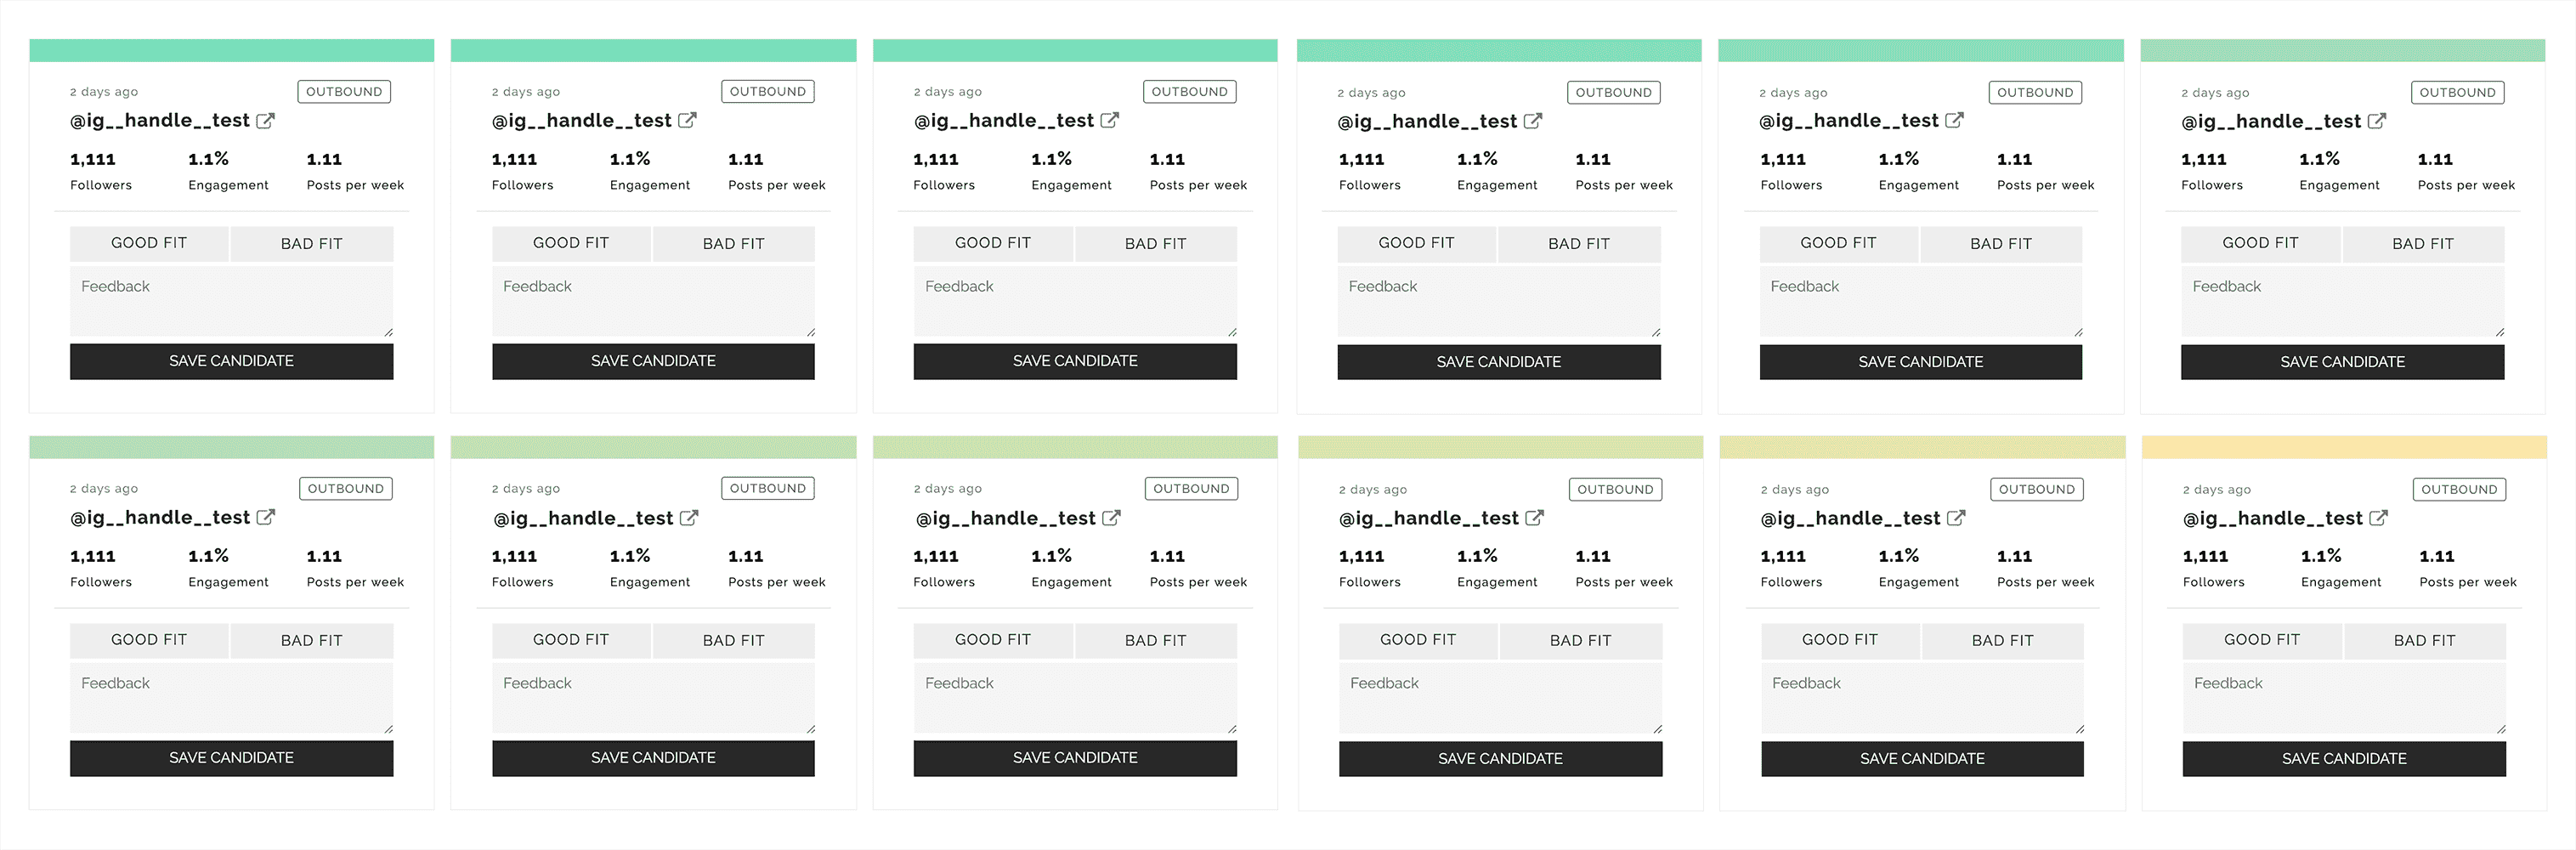 2 days ago OUTBOUND
@ig__handle__test
1,111 1.1% 1.11
Followers Engagement Posts per week
GOOD FIT BAD FIT
Feedback
SAVE CANDIDATE
2 days ago OUTBOUND
@ig__handle__test
1,111 1.1% 1.11
Followers Engagement Posts per week
GOOD FIT BAD FIT
Feedback
SAVE CANDIDATE
2 days ago OUTBOUND
@ig__handle__test
1,111 1.1% 1.11
Followers Engagement Posts per week
GOOD FIT BAD FIT
Feedback
SAVE CANDIDATE
2 days ago OUTBOUND
@ig__handle__test
1,111 1.1% 1.11
Followers Engagement Posts per week
GOOD FIT BAD FIT
Feedback
SAVE CANDIDATE
2 days ago OUTBOUND
@ig__handle__test
1,111 1.1% 1.11
Followers Engagement Posts per week
GOOD FIT BAD FIT
Feedback
SAVE CANDIDATE
2 days ago OUTBOUND
@ig__handle__test
1,111 1.1% 1.11
Followers Engagement Posts per week
GOOD FIT BAD FIT
Feedback
SAVE CANDIDATE
2 days ago OUTBOUND
@ig__handle__test
1,111 1.1% 1.11
Followers Engagement Posts per week
GOOD FIT BAD FIT
Feedback
SAVE CANDIDATE
2 days ago OUTBOUND
@ig__handle__test
1,111 1.1% 1.11
Followers Engagement Posts per week
GOOD FIT BAD FIT
Feedback
SAVE CANDIDATE
2 days ago OUTBOUND
@ig__handle__test
1,111 1.1% 1.11
Followers Engagement Posts per week
GOOD FIT BAD FIT
Feedback
SAVE CANDIDATE
2 days ago OUTBOUND
@ig__handle__test
1,111 1.1% 1.11
Followers Engagement Posts per week
GOOD FIT BAD FIT
Feedback
SAVE CANDIDATE
2 days ago OUTBOUND
@ig__handle__test
1,111 1.1% 1.11
Followers Engagement Posts per week
GOOD FIT BAD FIT
Feedback
SAVE CANDIDATE
2 days ago OUTBOUND
@ig__handle__test
1,111 1.1% 1.11
Followers Engagement Posts per week
GOOD FIT BAD FIT
Feedback
SAVE CANDIDATE